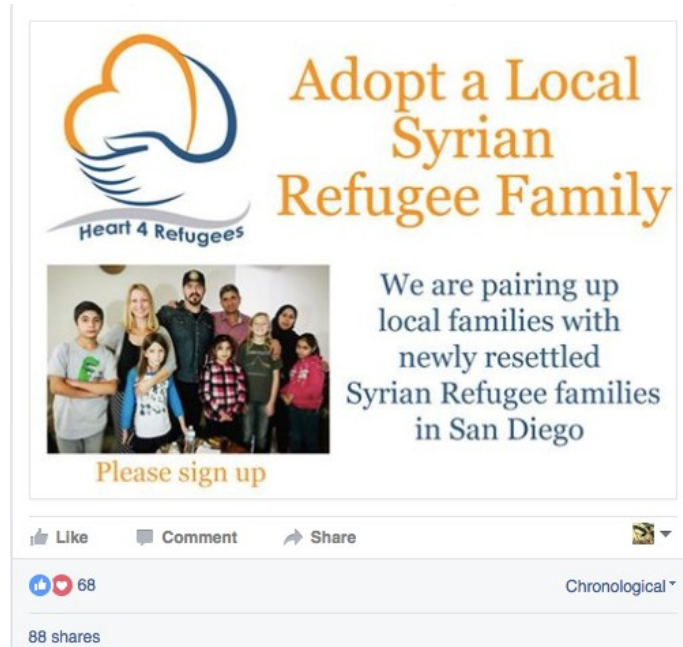 Adopt a Local
Syrian
Refugee Family
Heart 4 Refugees
We are pairing up
local families with
newly resettled
Syrian Refugee families
in San Diego
Please sign up
Like Comment Share
68 Chronological
88 shares